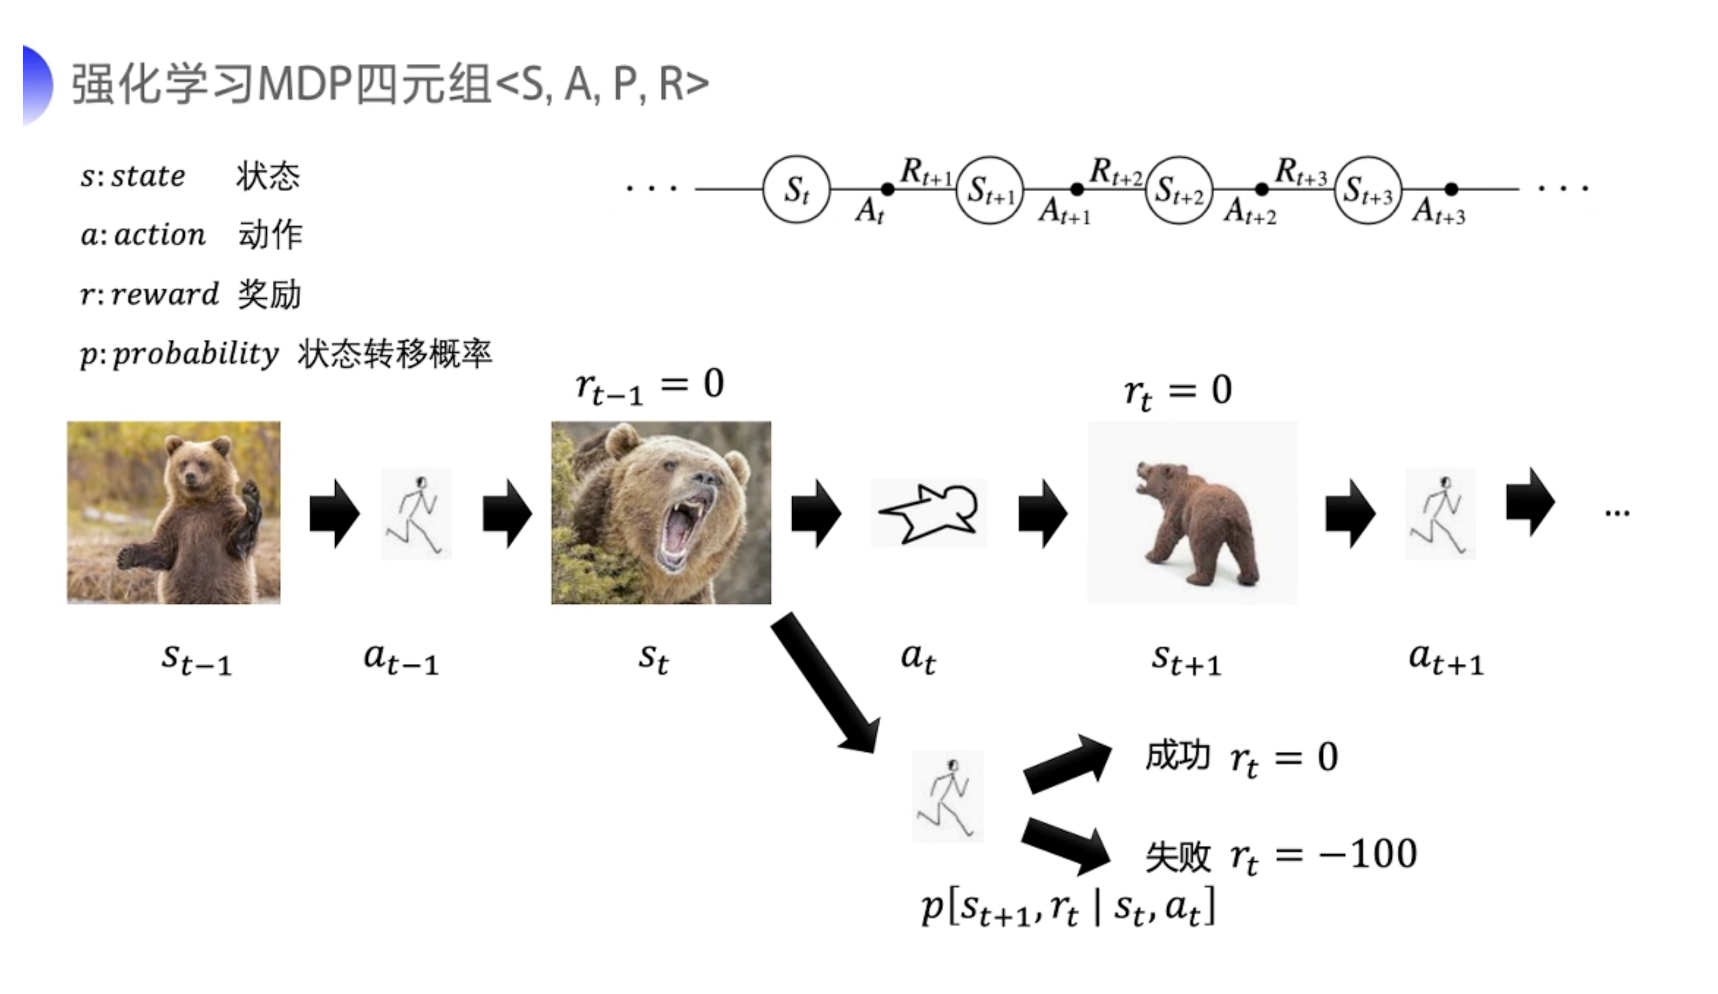 强化学习MDP四元组<S, A, P, R>
s: state 状态
a: action 动作
r: reward 奖励
p: probability 状态转移概率
··· S_t A_t R_{t+1} S_{t+1} A_{t+1} R_{t+2} S_{t+2} A_{t+2} R_{t+3} S_{t+3} A_{t+3} ···
r_{t−1} = 0
r_t = 0
...
s_{t−1} a_{t−1} s_t a_t s_{t+1} a_{t+1}
成功 r_t = 0
失败 r_t = −100
p[s_{t+1}, r_t | s_t, a_t]